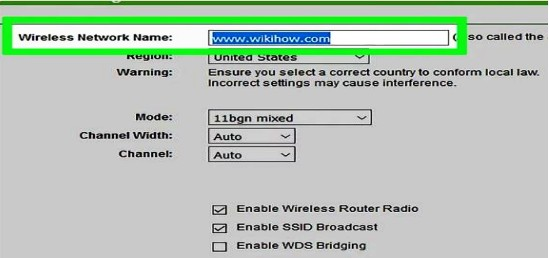 Wireless Network Name: www.wikihow.com so called the
Region: United States
Warning: Ensure you select a correct country to conform local law.
Incorrect settings may cause interference.
Mode: 11bgn mixed
Channel Width: Auto
Channel: Auto
Enable Wireless Router Radio
Enable SSID Broadcast
Enable WDS Bridging